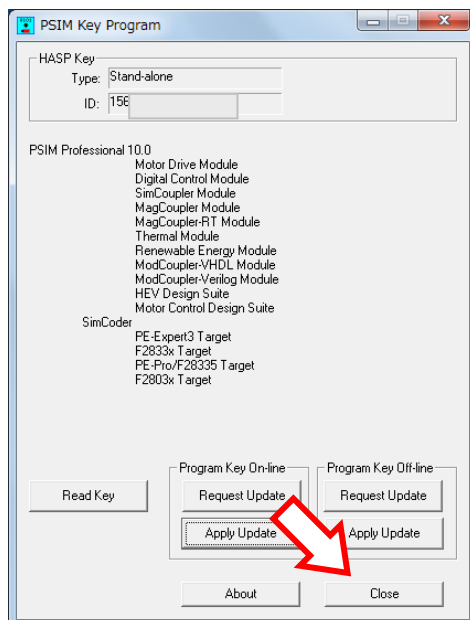 PSIM Key Program
HASP Key
Type: Stand-alone
ID: 156
PSIM Professional 10.0
Motor Drive Module
Digital Control Module
SimCoupler Module
MagCoupler Module
MagCoupler-RT Module
Thermal Module
Renewable Energy Module
ModCoupler-VHDL Module
ModCoupler-Verilog Module
HEV Design Suite
Motor Control Design Suite
SimCoder
PE-Expert3 Target
F2833x Target
PE-Pro/F28335 Target
F2803x Target
Program Key On-line
Program Key Off-line
Read Key
Request Update
Request Update
Apply Update
Apply Update
About
Close